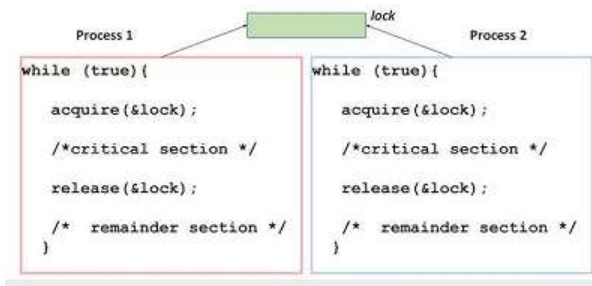 lock
Process 1
Process 2
while (true){
acquire(&lock);
/*critical section */
release(&lock);
/*  remainder section */
}
while (true){
acquire(&lock);
/*critical section */
release(&lock);
/*  remainder section */
}